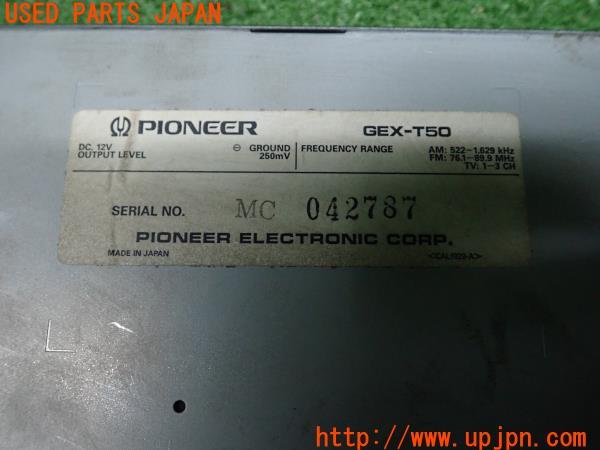 USED PARTS JAPAN
PIONEER GEX-T50
DC. 12V ⊖ GROUND
OUTPUT LEVEL 250mV
FREQUENCY RANGE AM: 522-1,629 kHz
FM: 76.1-89.9 MHz
TV: 1-3 CH
SERIAL NO. MC 042787
PIONEER ELECTRONIC CORP.
MADE IN JAPAN
UPJ
http://www.upjpn.com/